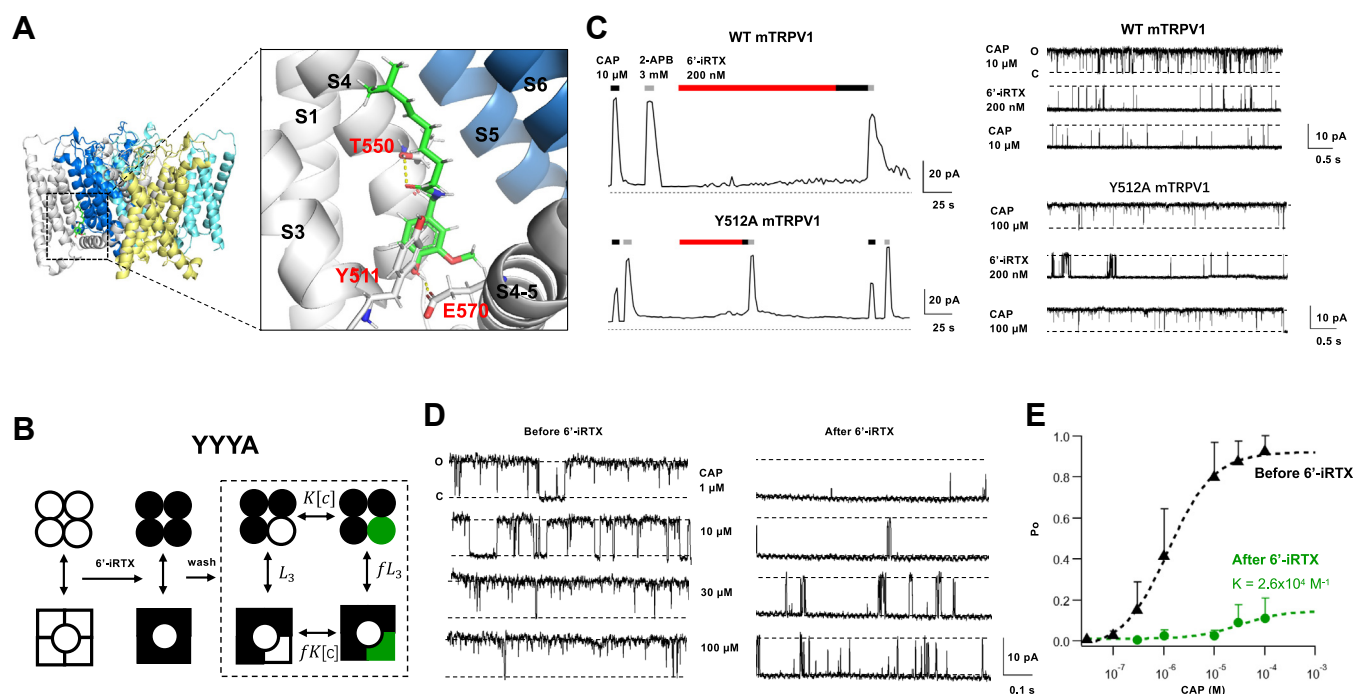 A
S4
S6
S1
S5
T550
S3
Y511
S4-5
E570
C
WT mTRPV1
CAP
10 µM
2-APB
3 mM
6'-iRTX
200 nM
20 pA
25 s
Y512A mTRPV1
20 pA
25 s
WT mTRPV1
CAP
10 µM
O
C
6'-iRTX
200 nM
CAP
10 µM
10 pA
0.5 s
Y512A mTRPV1
CAP
100 µM
6'-iRTX
200 nM
CAP
100 µM
10 pA
0.5 s
B
YYYA
K[c]
6'-iRTX
wash
L3
fL3
fK[c]
D
Before 6'-iRTX
After 6'-iRTX
O
C
CAP
1 µM
10 µM
30 µM
100 µM
10 pA
0.1 s
E
1.0
0.8
0.6
0.4
0.2
0.0
Po
Before 6'-iRTX
After 6'-iRTX
K = 2.6x10⁴ M⁻¹
10⁻⁷
10⁻⁶
10⁻⁵
10⁻⁴
10⁻³
CAP (M)